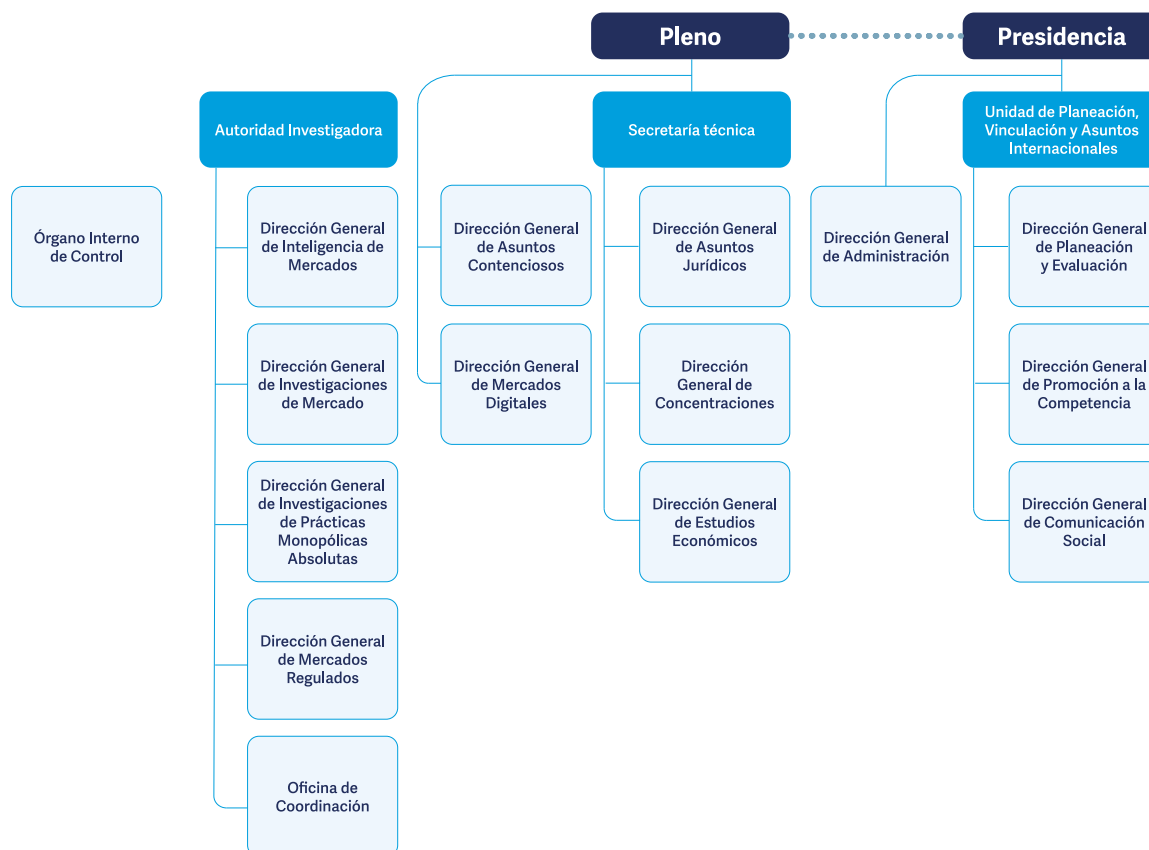 Pleno
Presidencia
Autoridad Investigadora
Secretaría técnica
Unidad de Planeación,
Vinculación y Asuntos
Internacionales
Órgano Interno
de Control
Dirección General
de Inteligencia de
Mercados
Dirección General
de Asuntos
Contenciosos
Dirección General
de Asuntos
Jurídicos
Dirección General
de Administración
Dirección General
de Planeación
y Evaluación
Dirección General
de Investigaciones
de Mercado
Dirección General
de Mercados
Digitales
Dirección
General de
Concentraciones
Dirección General
de Promoción a la
Competencia
Dirección General
de Investigaciones
de Prácticas
Monopólicas
Absolutas
Dirección General
de Estudios
Económicos
Dirección General
de Comunicación
Social
Dirección General
de Mercados
Regulados
Oficina de
Coordinación